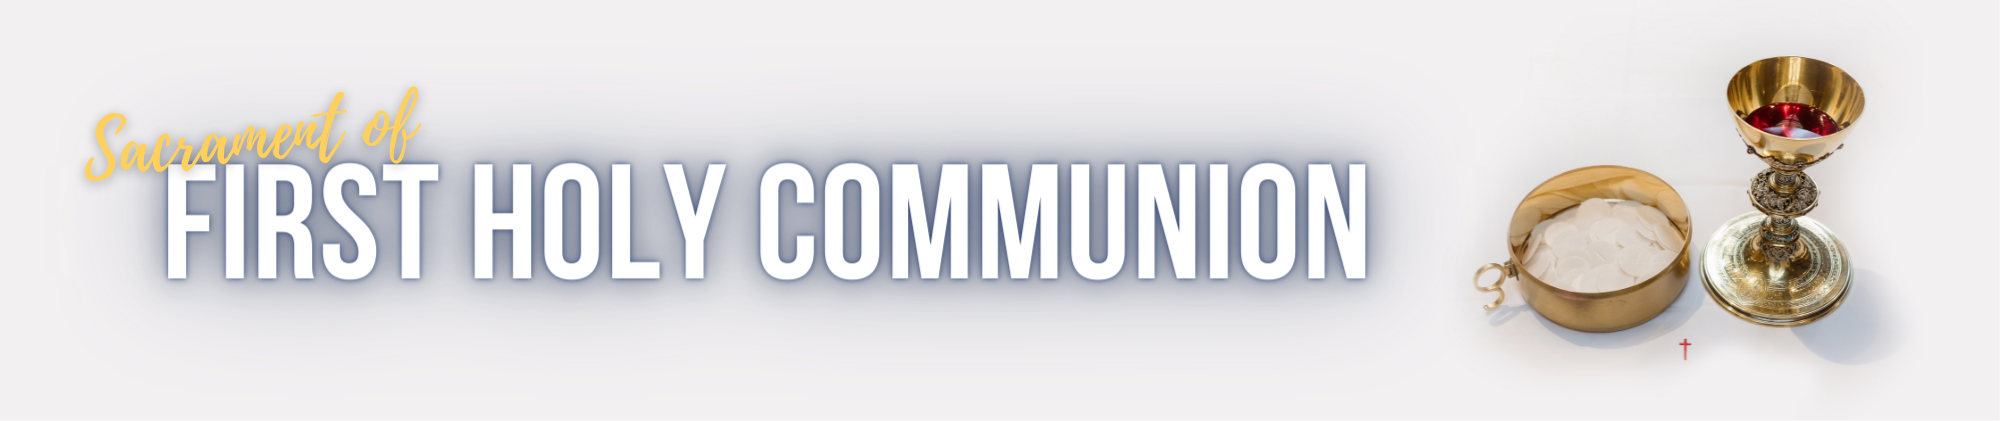 Sacrament of
FIRST HOLY COMMUNION